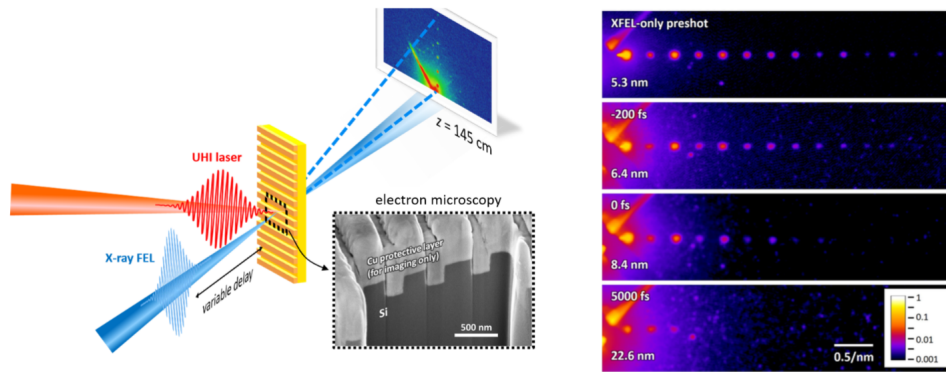 UHI laser
X-ray FEL
variable delay
z = 145 cm
electron microscopy
Cu protective layer
(for imaging only)
Si
500 nm
XFEL-only preshot
5.3 nm
-200 fs
6.4 nm
0 fs
8.4 nm
5000 fs
22.6 nm
0.5/nm
1
0.1
0.01
0.001